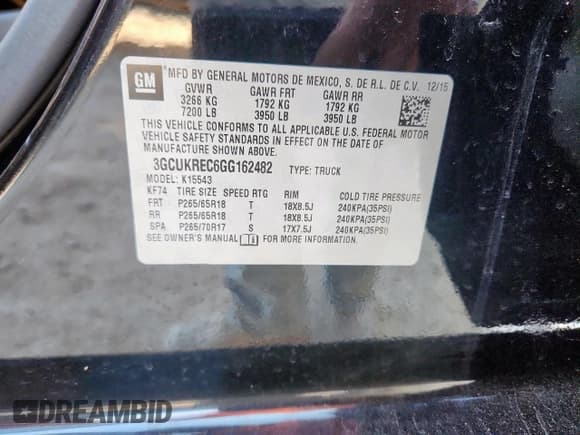 GM MFD BY GENERAL MOTORS DE MEXICO, S. DE R.L. DE C.V. 12/15
GVWR GAWR FRT GAWR RR
3266 KG 1792 KG 1792 KG
7200 LB 3950 LB 3950 LB
THIS VEHICLE CONFORMS TO ALL APPLICABLE U.S. FEDERAL MOTOR
VEHICLE SAFETY STANDARDS IN EFFECT ON THE DATE OF
MANUFACTURE SHOWN ABOVE.
3GCUKREC6GG162482 TYPE: TRUCK
MODEL: K15543
KF74 TIRE SIZE SPEED RTG RIM COLD TIRE PRESSURE
FRT P265/65R18 T 18X8.5J 240KPA(35PSI)
RR P265/65R18 T 18X8.5J 240KPA(35PSI)
SPA P265/70R17 S 17X7.5J 240KPA(35PSI)
SEE OWNER'S MANUAL FOR MORE INFORMATION.
DREAMBID